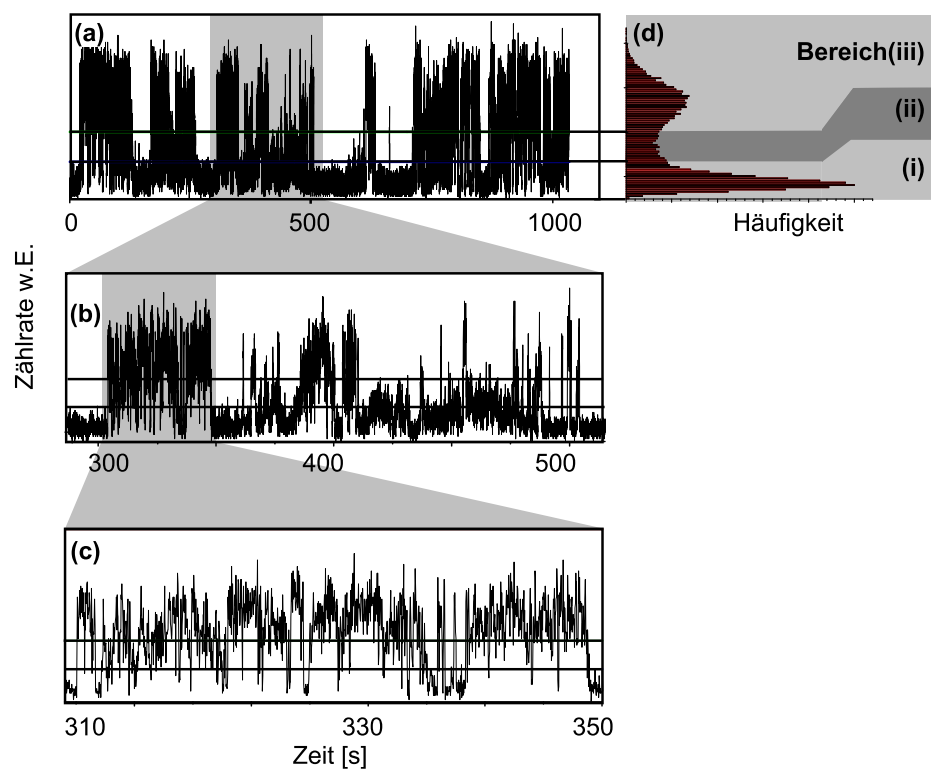 (a)
(d)
Bereich(iii)
(ii)
(i)
0 500 1000
Häufigkeit
Zählrate w.E.
(b)
300 400 500
(c)
310 330 350
Zeit [s]